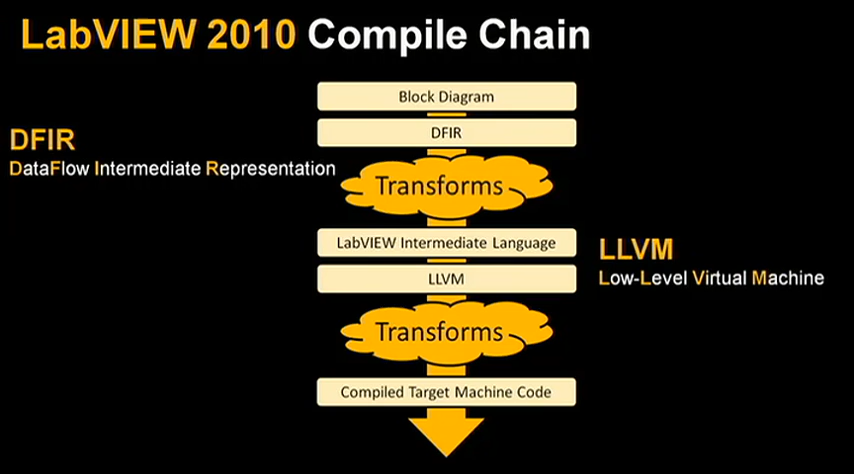 LabVIEW 2010 Compile Chain
Block Diagram
DFIR
DFIR
DataFlow Intermediate Representation
Transforms
LabVIEW Intermediate Language
LLVM
LLVM
Low-Level Virtual Machine
Transforms
Compiled Target Machine Code